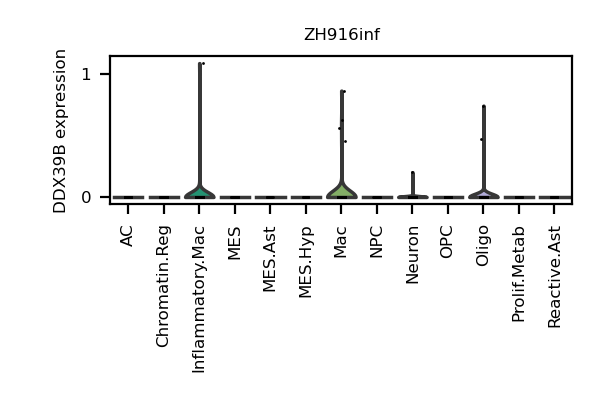 ZH916inf
DDX39B expression
1
0
AC
Chromatin.Reg
Inflammatory.Mac
MES
MES.Ast
MES.Hyp
Mac
NPC
Neuron
OPC
Oligo
Prolif.Metab
Reactive.Ast